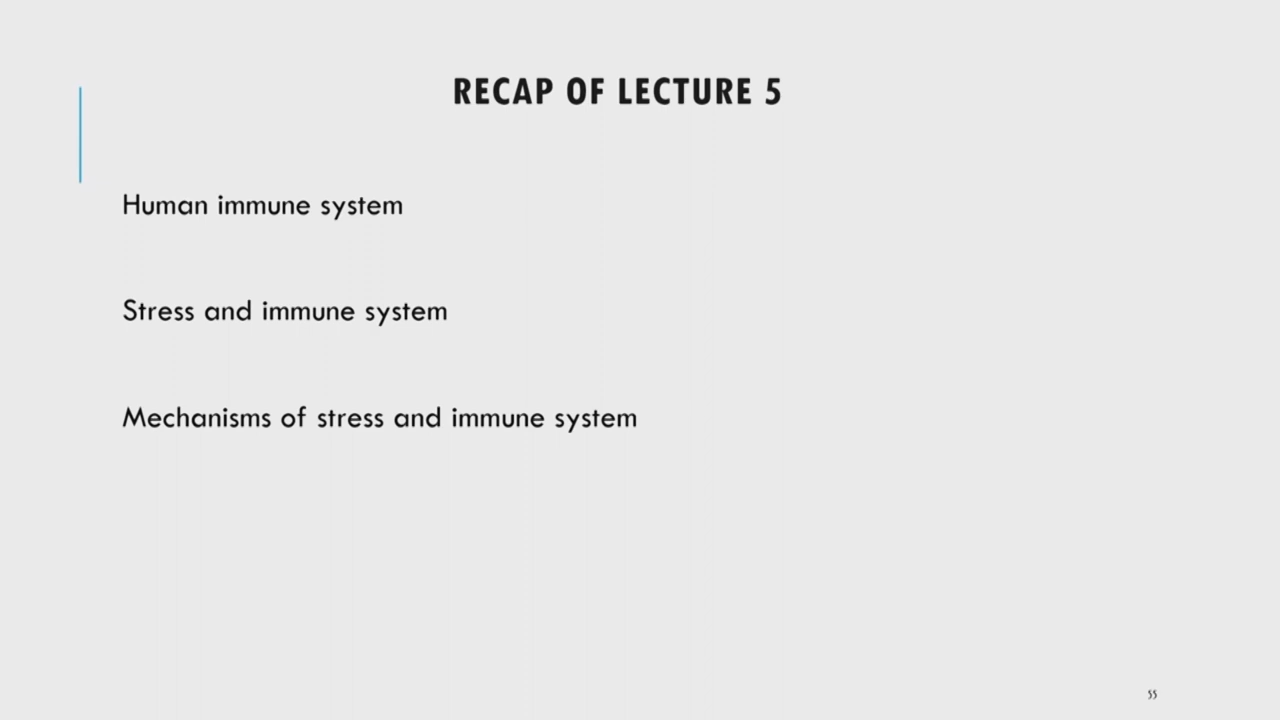 RECAP OF LECTURE 5
Human immune system
Stress and immune system
Mechanisms of stress and immune system
55